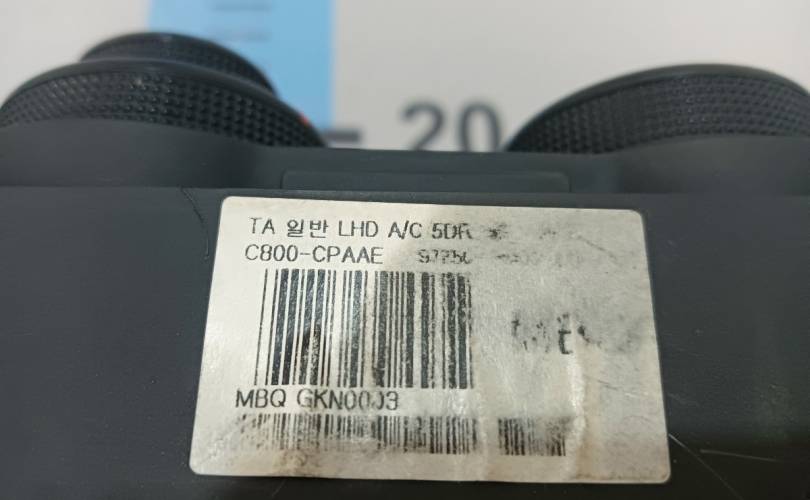 20
TA 일반 LHD A/C 5DR
C800-CPAAE
MBQ GKN0003